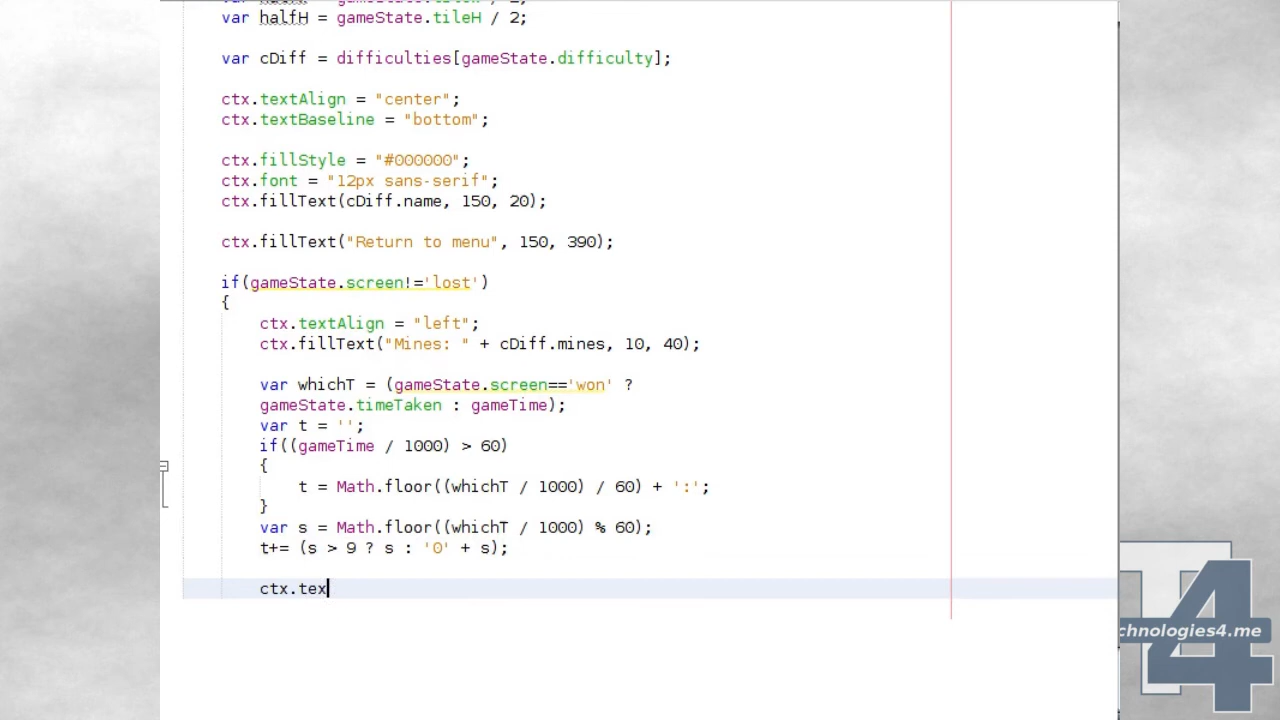 var halfH = gameState.tileH / 2;
var cDiff = difficulties[gameState.difficulty];
ctx.textAlign = "center";
ctx.textBaseline = "bottom";
ctx.fillStyle = "#000000";
ctx.font = "12px sans-serif";
ctx.fillText(cDiff.name, 150, 20);
ctx.fillText("Return to menu", 150, 390);
if(gameState.screen!='lost')
{
ctx.textAlign = "left";
ctx.fillText("Mines: " + cDiff.mines, 10, 40);
var whichT = (gameState.screen=='won' ?
gameState.timeTaken : gameTime);
var t = '';
if((gameTime / 1000) > 60)
{
t = Math.floor((whichT / 1000) / 60) + ':';
}
var s = Math.floor((whichT / 1000) % 60);
t+= (s > 9 ? s : '0' + s);
ctx.tex
T4
chnologies4.me